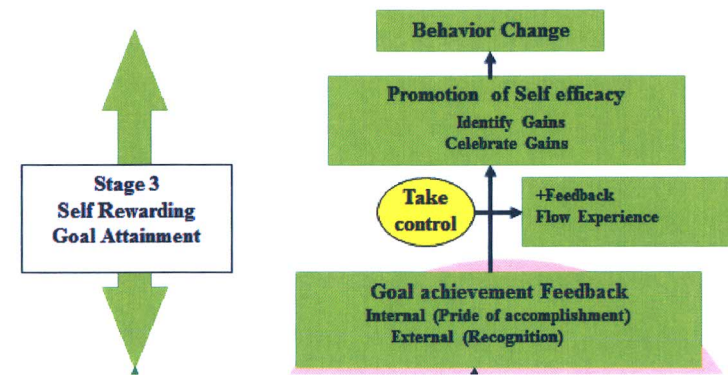 Behavior Change
Promotion of Self efficacy
Identify Gains
Celebrate Gains
Stage 3
Self Rewarding
Goal Attainment
Take
control
+Feedback
Flow Experience
Goal achievement Feedback
Internal (Pride of accomplishment)
External (Recognition)